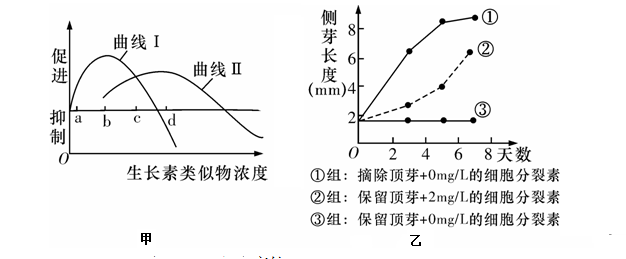 促进
抑制
曲线Ⅰ
曲线Ⅱ
a b c d
O
生长素类似物浓度
甲
侧芽长度
(mm)
8
6
4
2
①
②
③
0 2 4 6 8 天数
①组：摘除顶芽+0mg/L的细胞分裂素
②组：保留顶芽+2mg/L的细胞分裂素
③组：保留顶芽+0mg/L的细胞分裂素
乙